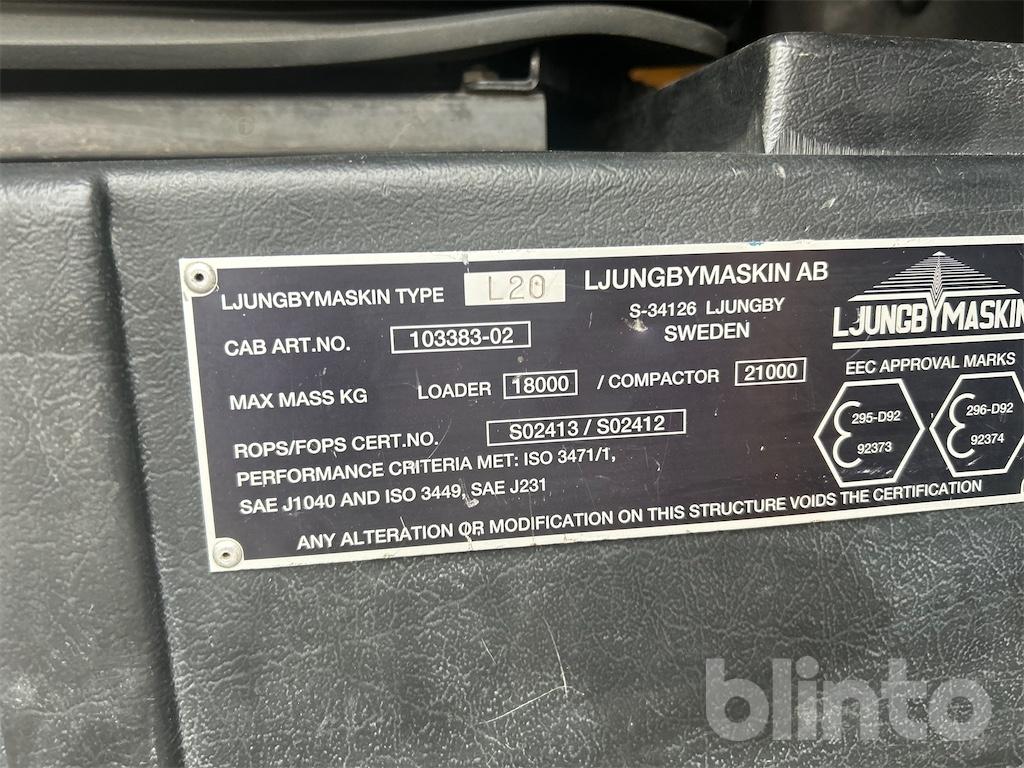 LJUNGBYMASKIN TYPE L20 LJUNGBYMASKIN AB
S-34126 LJUNGBY
SWEDEN
LJUNGBYMASKIN
CAB ART.NO. 103383-02
EEC APPROVAL MARKS
MAX MASS KG LOADER 18000 / COMPACTOR 21000
295-D92
92373
296-D92
92374
ROPS/FOPS CERT.NO. S02413 / S02412
PERFORMANCE CRITERIA MET: ISO 3471/1,
SAE J1040 AND ISO 3449, SAE J231
ANY ALTERATION OR MODIFICATION ON THIS STRUCTURE VOIDS THE CERTIFICATION
blinto